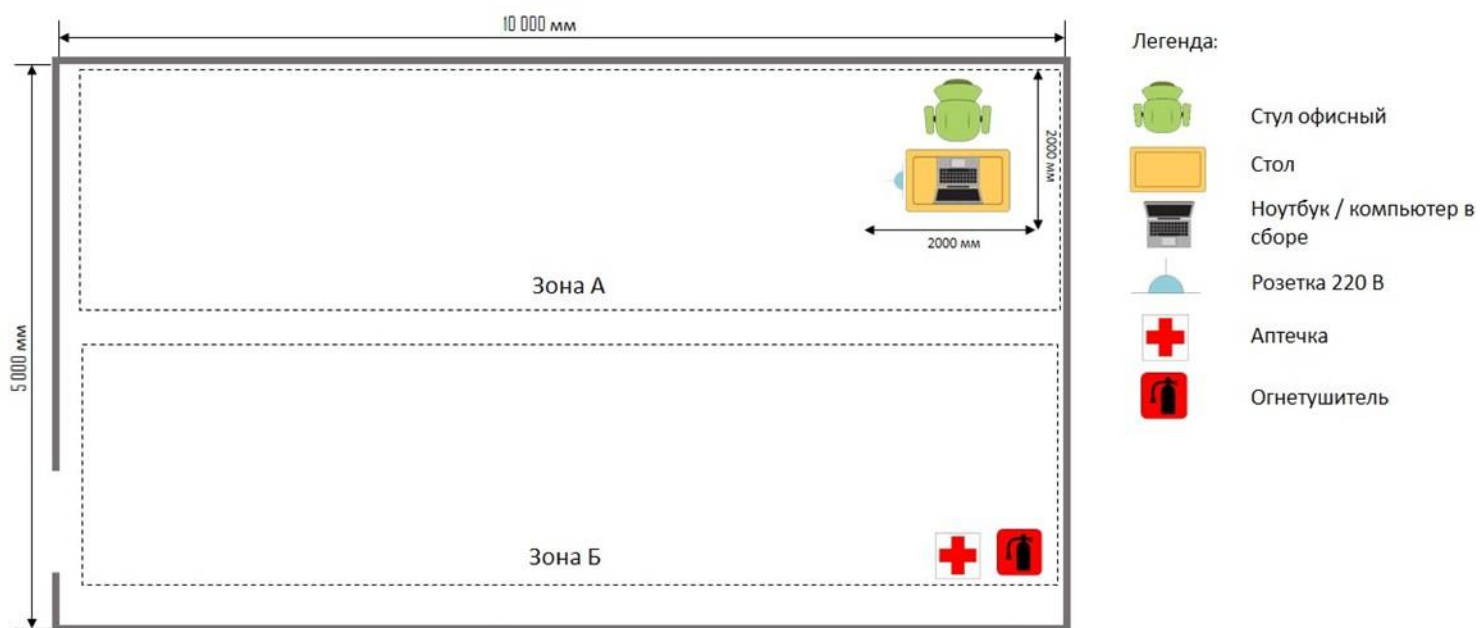 10 000 мм
5 000 мм
2000 мм
2000 мм
Зона А
Зона Б
Легенда:
Стул офисный
Стол
Ноутбук / компьютер в
сборе
Розетка 220 В
Аптечка
Огнетушитель